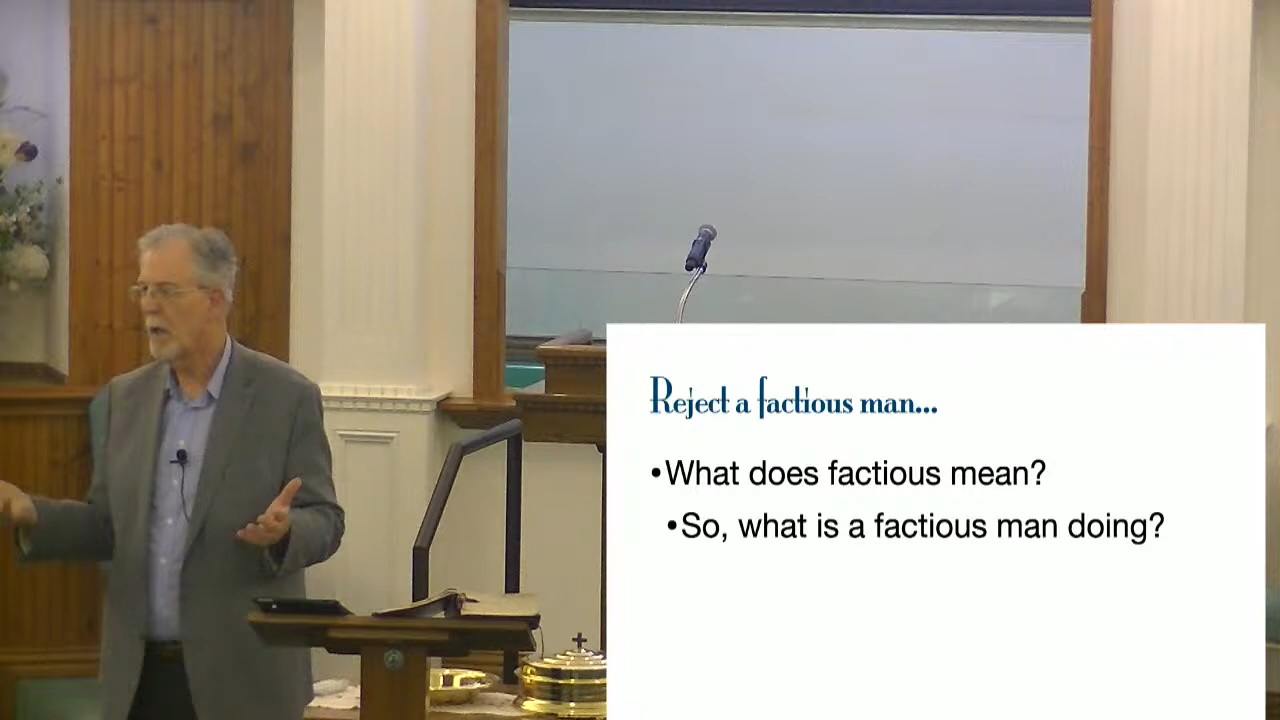 Reject a factious man...
•What does factious mean?
•So, what is a factious man doing?